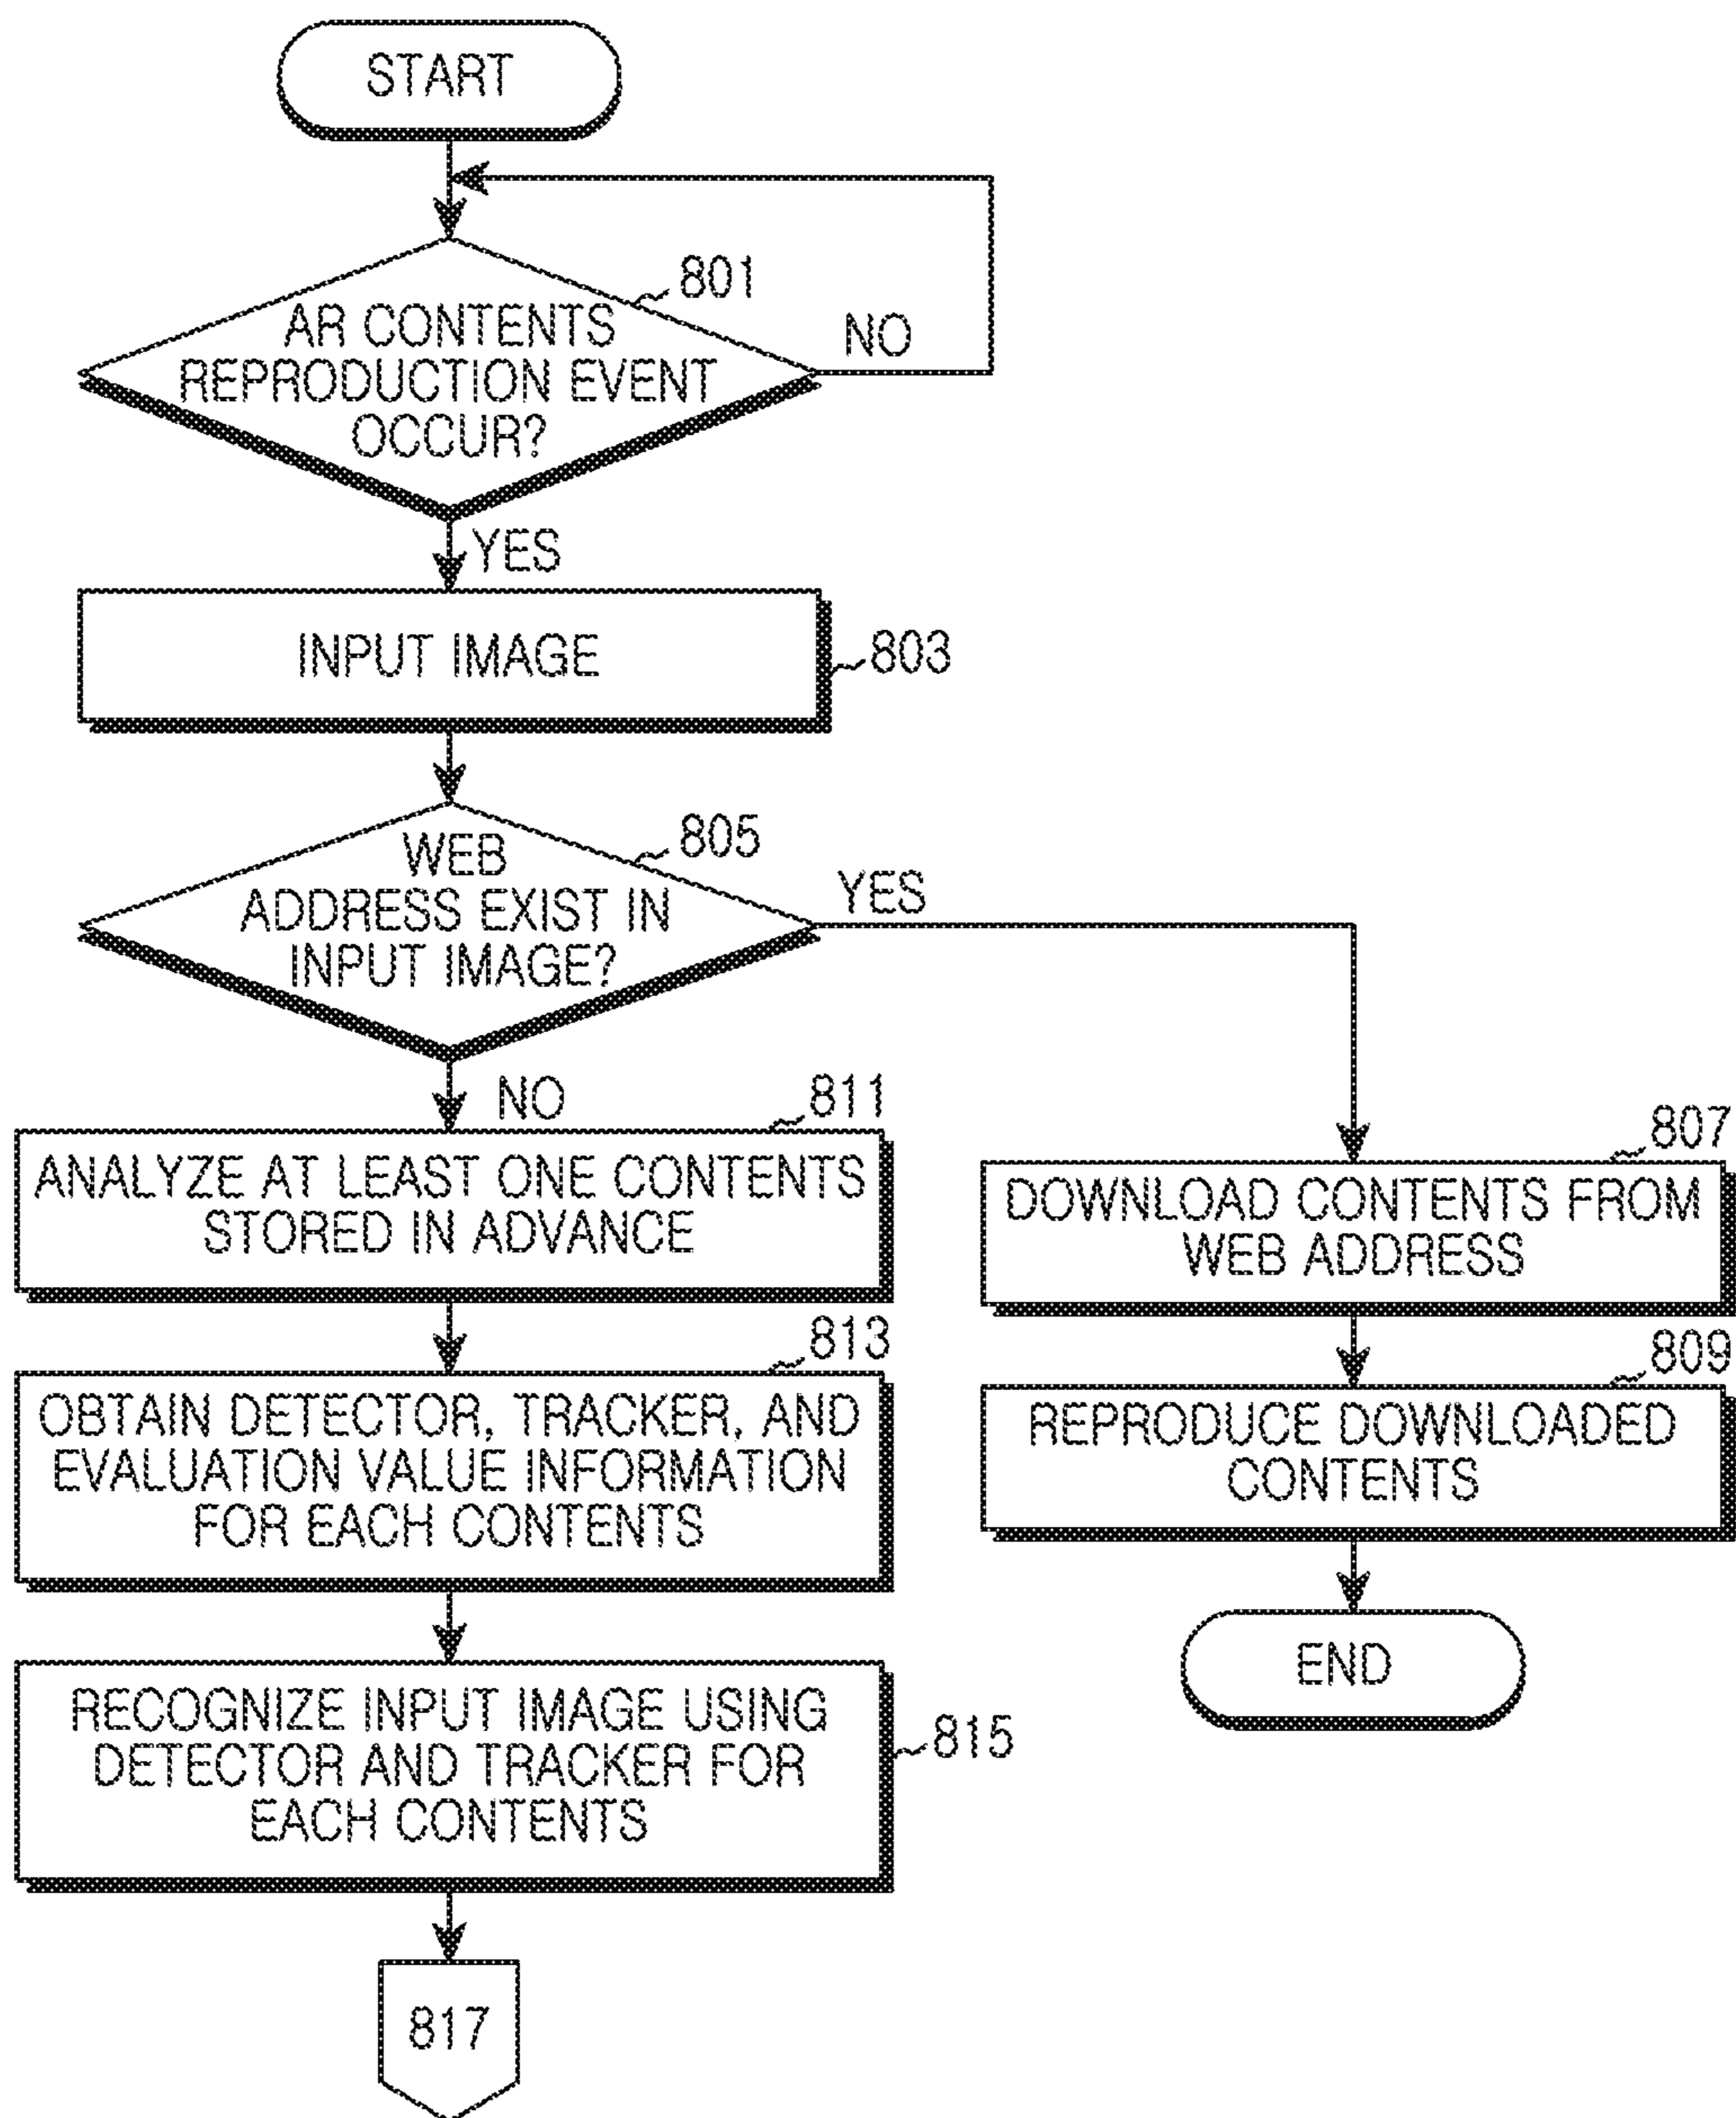 START
801
AR CONTENTS
REPRODUCTION EVENT
OCCUR?
NO
YES
INPUT IMAGE
803
805
WEB
ADDRESS EXIST IN
INPUT IMAGE?
YES
NO
811
ANALYZE AT LEAST ONE CONTENTS
STORED IN ADVANCE
813
OBTAIN DETECTOR, TRACKER, AND
EVALUATION VALUE INFORMATION
FOR EACH CONTENTS
RECOGNIZE INPUT IMAGE USING
DETECTOR AND TRACKER FOR
EACH CONTENTS
815
817
807
DOWNLOAD CONTENTS FROM
WEB ADDRESS
809
REPRODUCE DOWNLOADED
CONTENTS
END